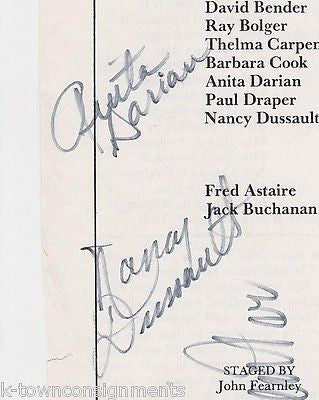 David Bender
Ray Bolger
Thelma Carpen
Barbara Cook
Anita Darian
Paul Draper
Nancy Dussault
Anita
Darian
Fred Astaire
Jack Buchanan
Nancy
Dussault
STAGED BY
John Fearnley
k-townconsignments